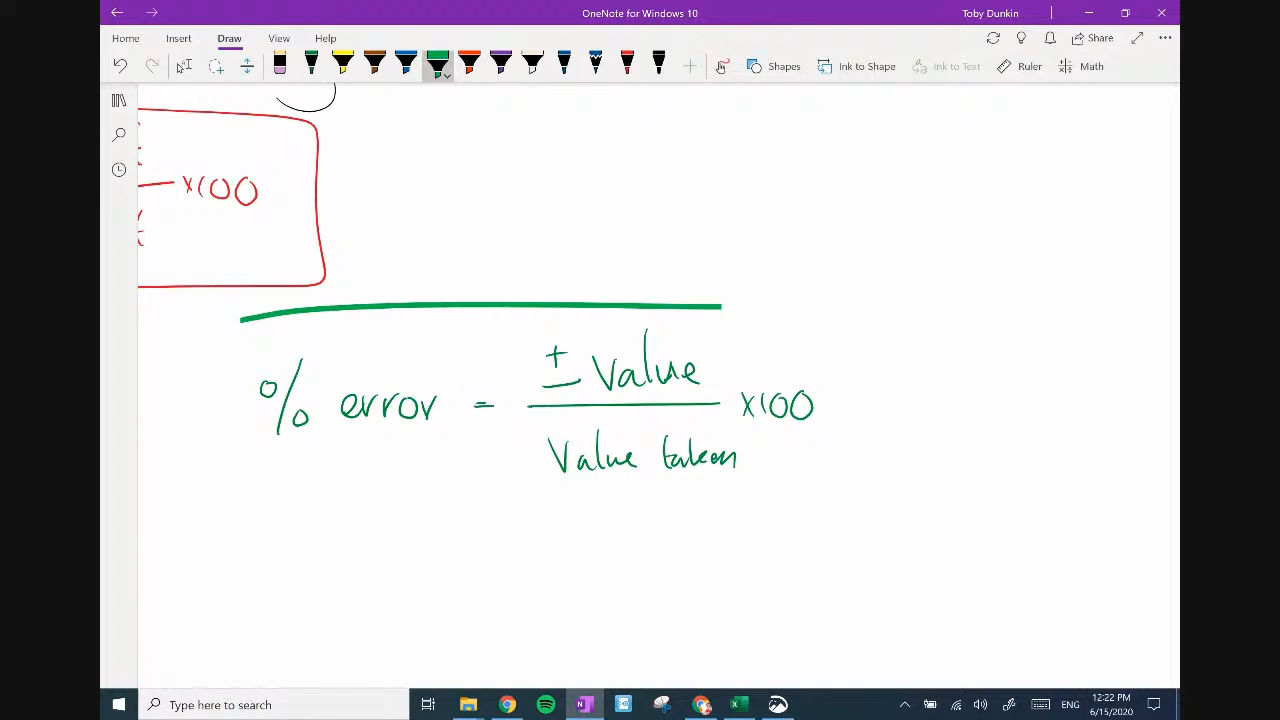 OneNote for Windows 10
Toby Dunkin
Home Insert Draw View Help
Share
Shapes Ink to Shape Ink to Text Ruler Math
x100
% error = ± value / Value taken x100
Type here to search
12:22 PM
ENG
6/15/2020